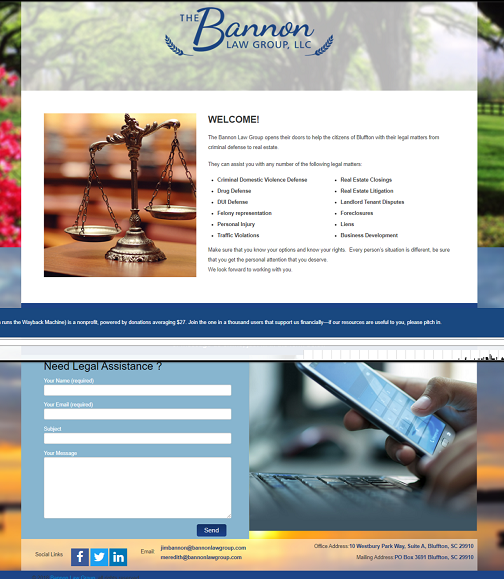 THE
Bannon
LAW GROUP, LLC
WELCOME!
The Bannon Law Group opens their doors to help the citizens of Bluffton with their legal matters from
criminal defense to real estate.
They can assist you with any number of the following legal matters:
Criminal Domestic Violence Defense
Drug Defense
DUI Defense
Felony representation
Personal Injury
Traffic Violations
Real Estate Closings
Real Estate Litigation
Landlord Tenant Disputes
Foreclosures
Liens
Business Development
Make sure that you know your options and know your rights. Every person's situation is different, be sure
that you get the personal attention that you deserve.
We look forward to working with you.
runs the Wayback Machine) is a nonprofit, powered by donations averaging $27. Join the one in a thousand users that support us financially—if our resources are useful to you, please pitch in.
Need Legal Assistance ?
Your Name (required)
Your Email (required)
Subject
Your Message
Send
Social Links
f
in
Email
jimbannon@bannonlawgroup.com
meredith@bannonlawgroup.com
Office Address:10 Westbury Park Way, Suite A, Bluffton, SC 29910
Mailing Address:PO Box 3691 Bluffton, SC 29910